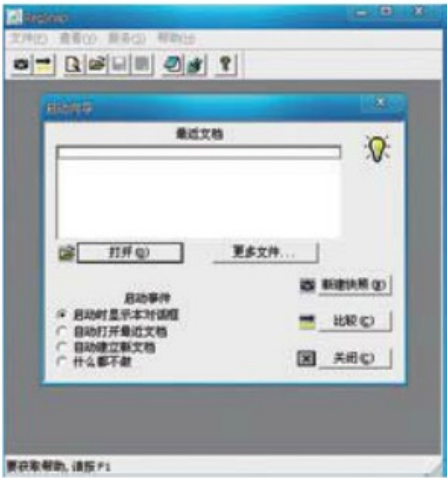 RegSnap
文件(F) 查看(V) 服务(S) 帮助(H)
启动向导
最近文档
打开(O)
更多文件...
新建快照(N)
启动事件
启动时显示本对话框
自动打开最近文档
比较(C)
自动建立新文档
什么都不做
关闭(C)
要获取帮助, 请按 F1